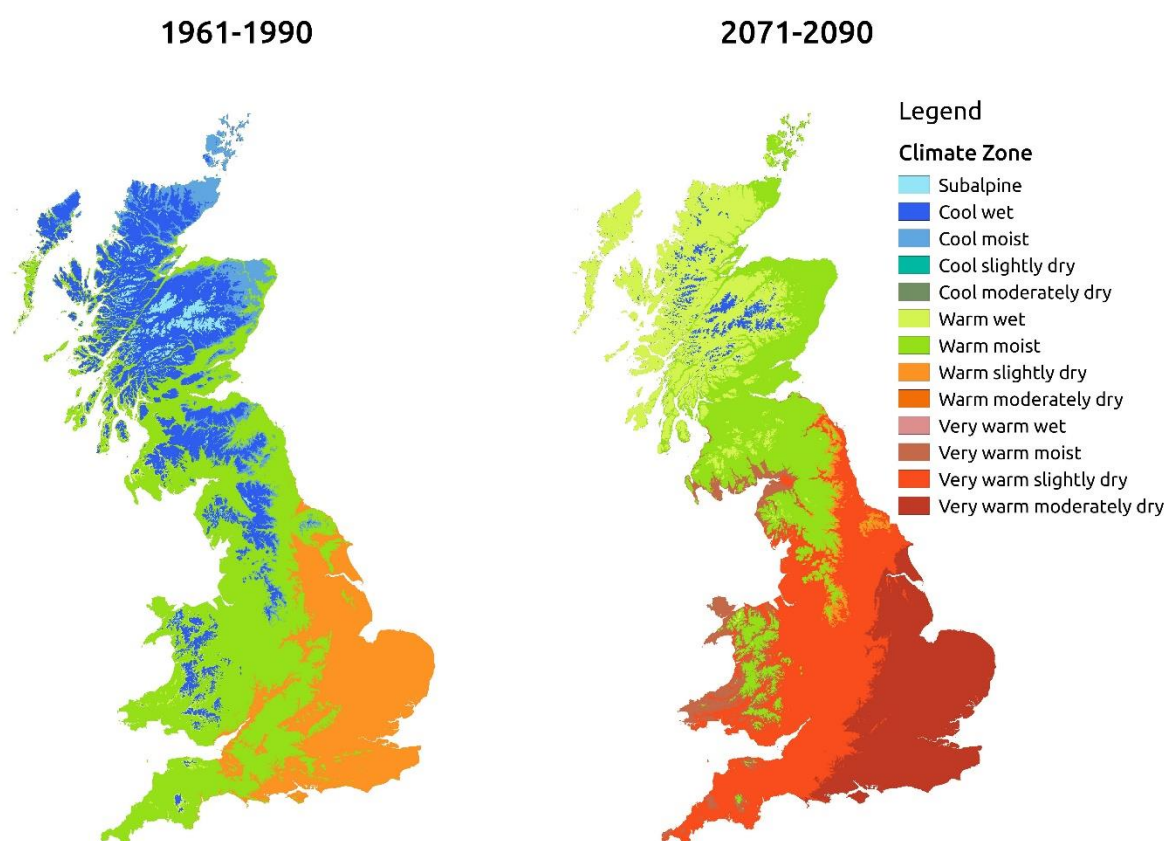 1961-1990
2071-2090
Legend
Climate Zone
Subalpine
Cool wet
Cool moist
Cool slightly dry
Cool moderately dry
Warm wet
Warm moist
Warm slightly dry
Warm moderately dry
Very warm wet
Very warm moist
Very warm slightly dry
Very warm moderately dry